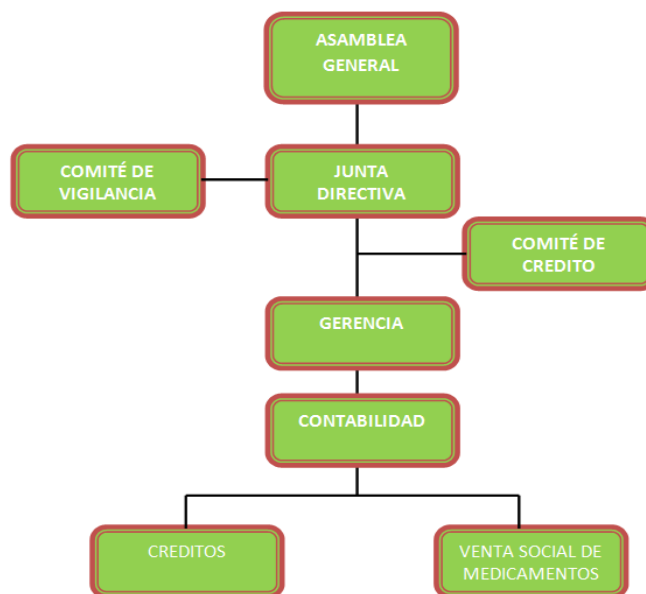 ASAMBLEA
GENERAL
COMITÉ DE
VIGILANCIA
JUNTA
DIRECTIVA
COMITÉ DE
CREDITO
GERENCIA
CONTABILIDAD
CREDITOS
VENTA SOCIAL DE
MEDICAMENTOS